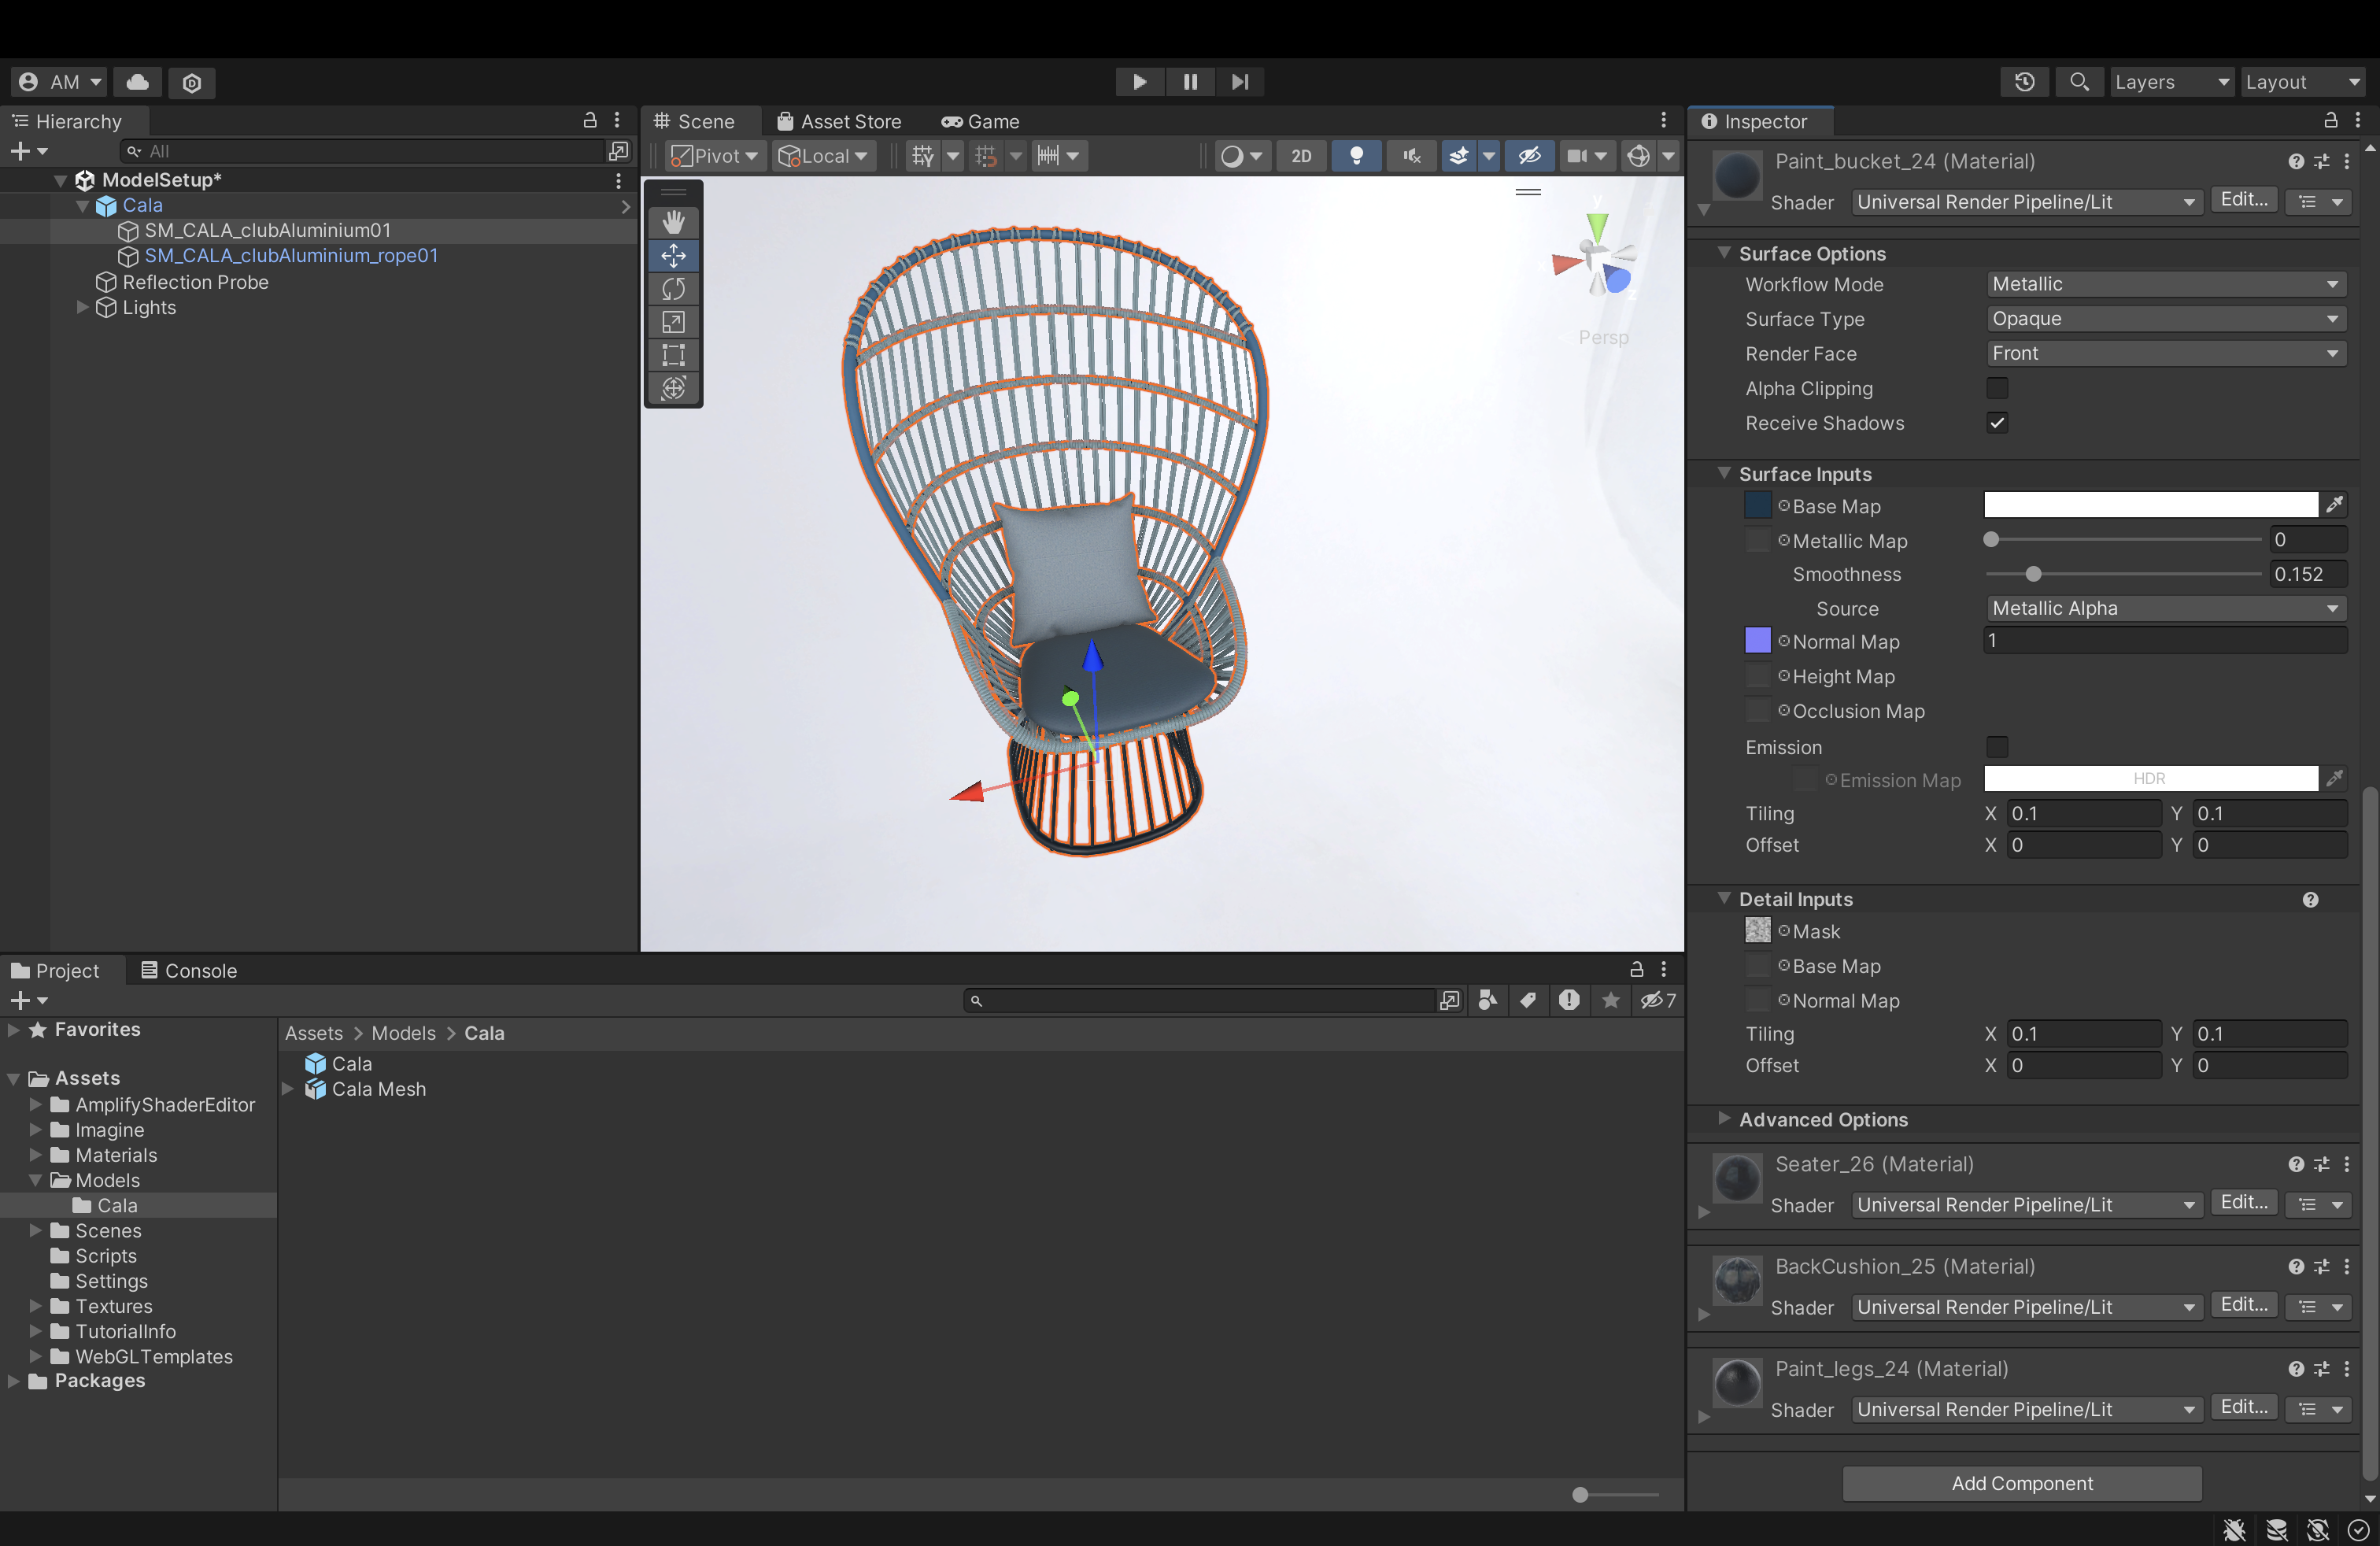 AM
Layers
Layout
Hierarchy
All
ModelSetup*
Cala
SM_CALA_clubAluminium01
SM_CALA_clubAluminium_rope01
Reflection Probe
Lights
Scene
Asset Store
Game
Pivot
Local
2D
y
z
Persp
Inspector
Paint_bucket_24 (Material)
Shader
Universal Render Pipeline/Lit
Edit...
Surface Options
Workflow Mode
Metallic
Surface Type
Opaque
Render Face
Front
Alpha Clipping
Receive Shadows
Surface Inputs
Base Map
Metallic Map
0
Smoothness
0.152
Source
Metallic Alpha
Normal Map
1
Height Map
Occlusion Map
Emission
Emission Map
HDR
Tiling
X 0.1 Y 0.1
Offset
X 0 Y 0
Detail Inputs
Mask
Base Map
Normal Map
Tiling
X 0.1 Y 0.1
Offset
X 0 Y 0
Advanced Options
Seater_26 (Material)
Shader
Universal Render Pipeline/Lit
Edit...
BackCushion_25 (Material)
Shader
Universal Render Pipeline/Lit
Edit...
Paint_legs_24 (Material)
Shader
Universal Render Pipeline/Lit
Edit...
Add Component
Project
Console
7
Favorites
Assets
AmplifyShaderEditor
Imagine
Materials
Models
Cala
Scenes
Scripts
Settings
Textures
TutorialInfo
WebGLTemplates
Packages
Assets > Models > Cala
Cala
Cala Mesh